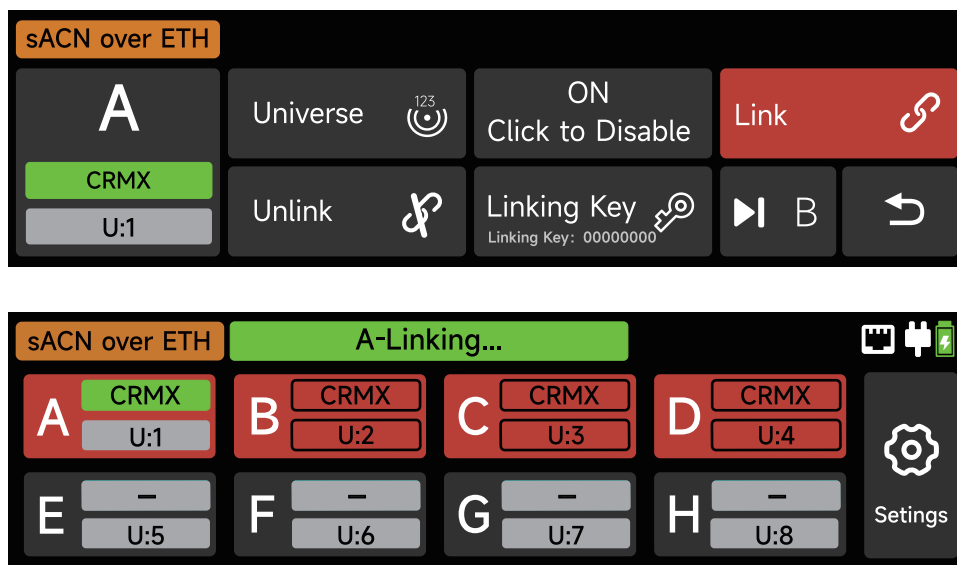 sACN over ETH
A
CRMX
U:1
Universe
123
ON
Click to Disable
Link
Unlink
Linking Key
Linking Key: 00000000
B
sACN over ETH
A-Linking...
A
CRMX
U:1
B
CRMX
U:2
C
CRMX
U:3
D
CRMX
U:4
E
–
U:5
F
–
U:6
G
–
U:7
H
–
U:8
Setings